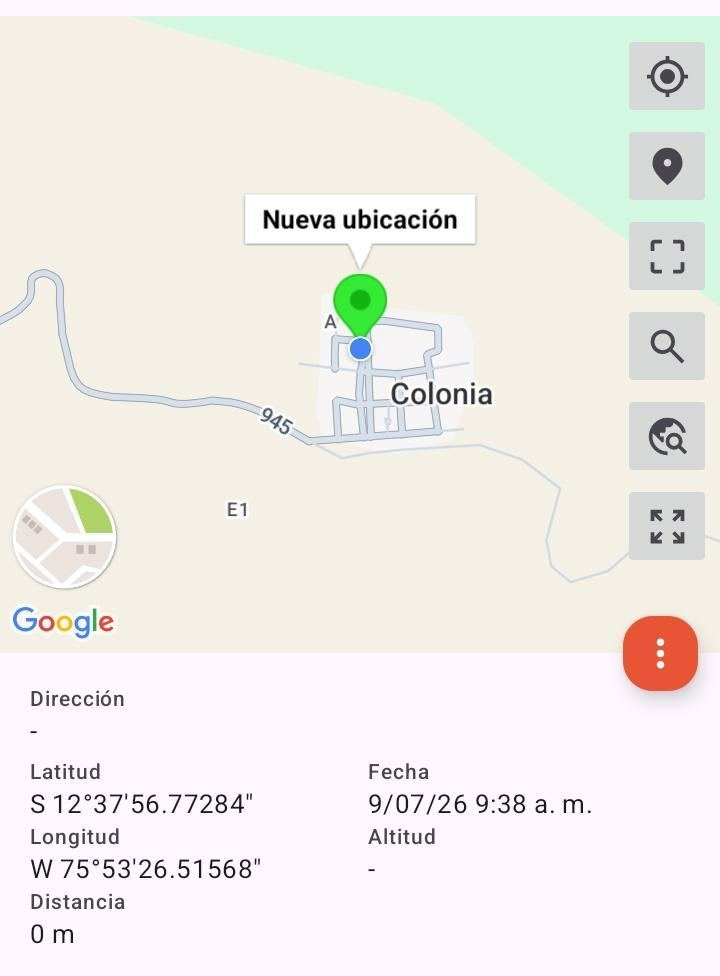 Nueva ubicación
A
Colonia
945
E1
Google
Dirección
-
Latitud
S 12°37'56.77284"
Fecha
9/07/26 9:38 a. m.
Longitud
W 75°53'26.51568"
Altitud
-
Distancia
0 m